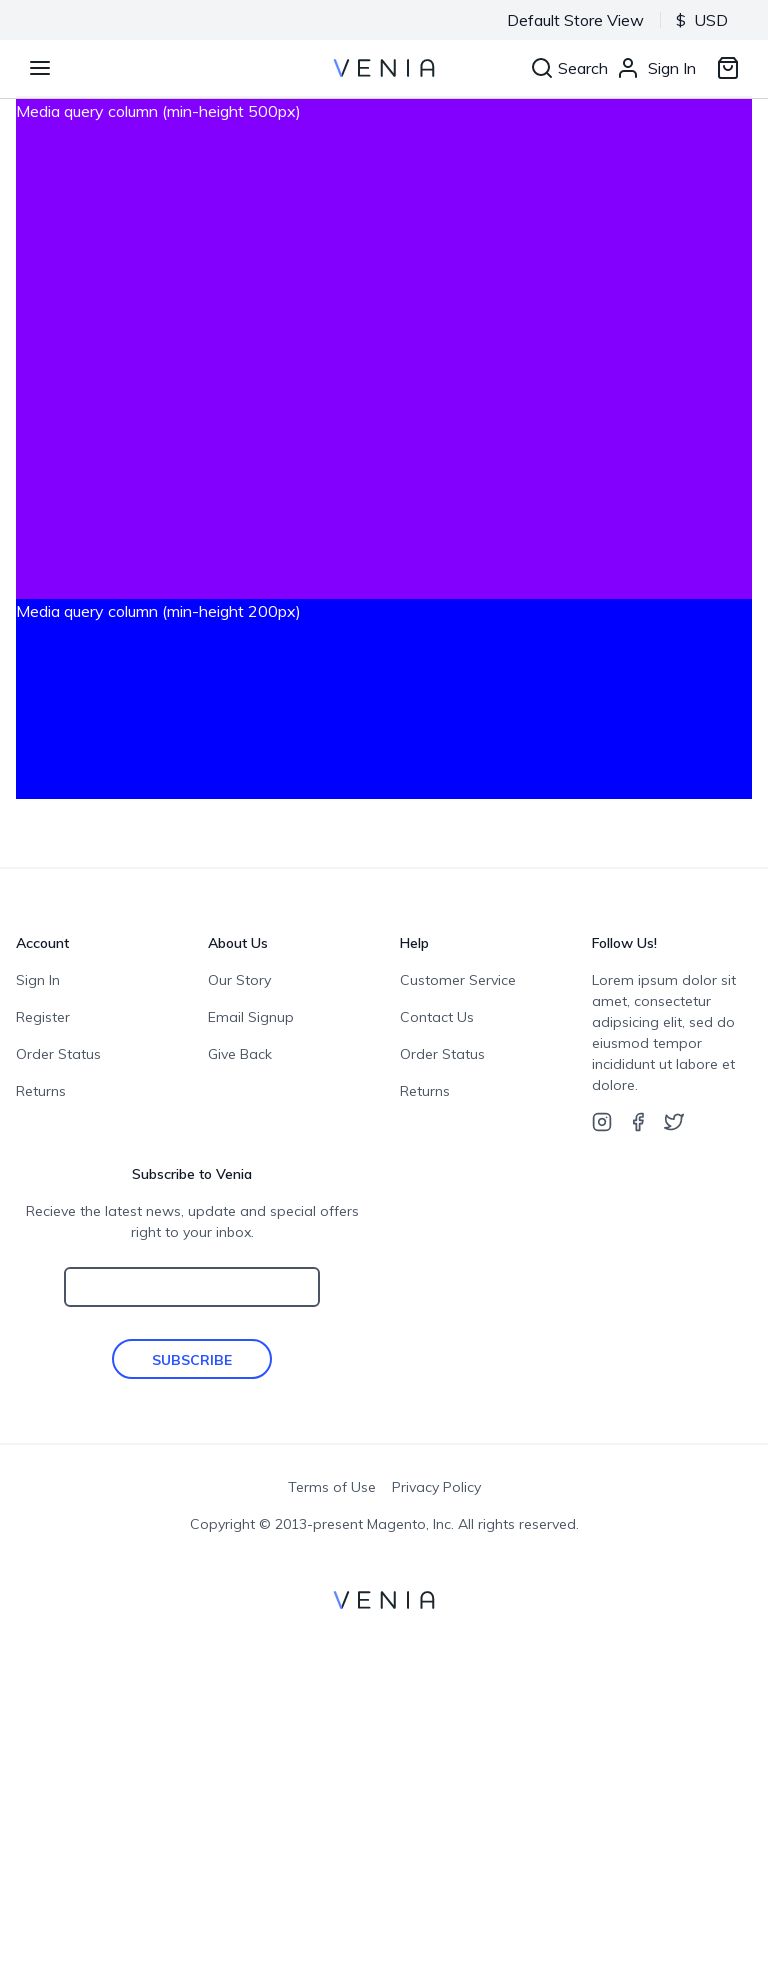 Default Store View $ USD
VENIA Search Sign In
Media query column (min-height 500px)
Media query column (min-height 200px)
Account
Sign In
Register
Order Status
Returns
About Us
Our Story
Email Signup
Give Back
Help
Customer Service
Contact Us
Order Status
Returns
Follow Us!
Lorem ipsum dolor sit
amet, consectetur
adipsicing elit, sed do
eiusmod tempor
incididunt ut labore et
dolore.
Subscribe to Venia
Recieve the latest news, update and special offers
right to your inbox.
SUBSCRIBE
Terms of Use Privacy Policy
Copyright © 2013-present Magento, Inc. All rights reserved.
VENIA